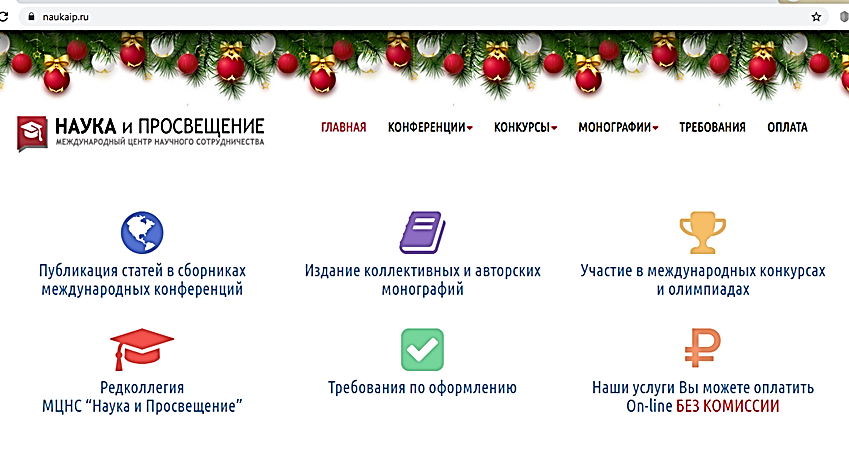 naukaip.ru
НАУКА и ПРОСВЕЩЕНИЕ
МЕЖДУНАРОДНЫЙ ЦЕНТР НАУЧНОГО СОТРУДНИЧЕСТВА
ГЛАВНАЯ КОНФЕРЕНЦИИ КОНКУРСЫ МОНОГРАФИИ ТРЕБОВАНИЯ ОПЛАТА
Публикация статей в сборниках
международных конференций
Издание коллективных и авторских
монографий
Участие в международных конкурсах
и олимпиадах
Редколлегия
МЦНС “Наука и Просвещение”
Требования по оформлению
Наши услуги Вы можете оплатить
On-line БЕЗ КОМИССИИ